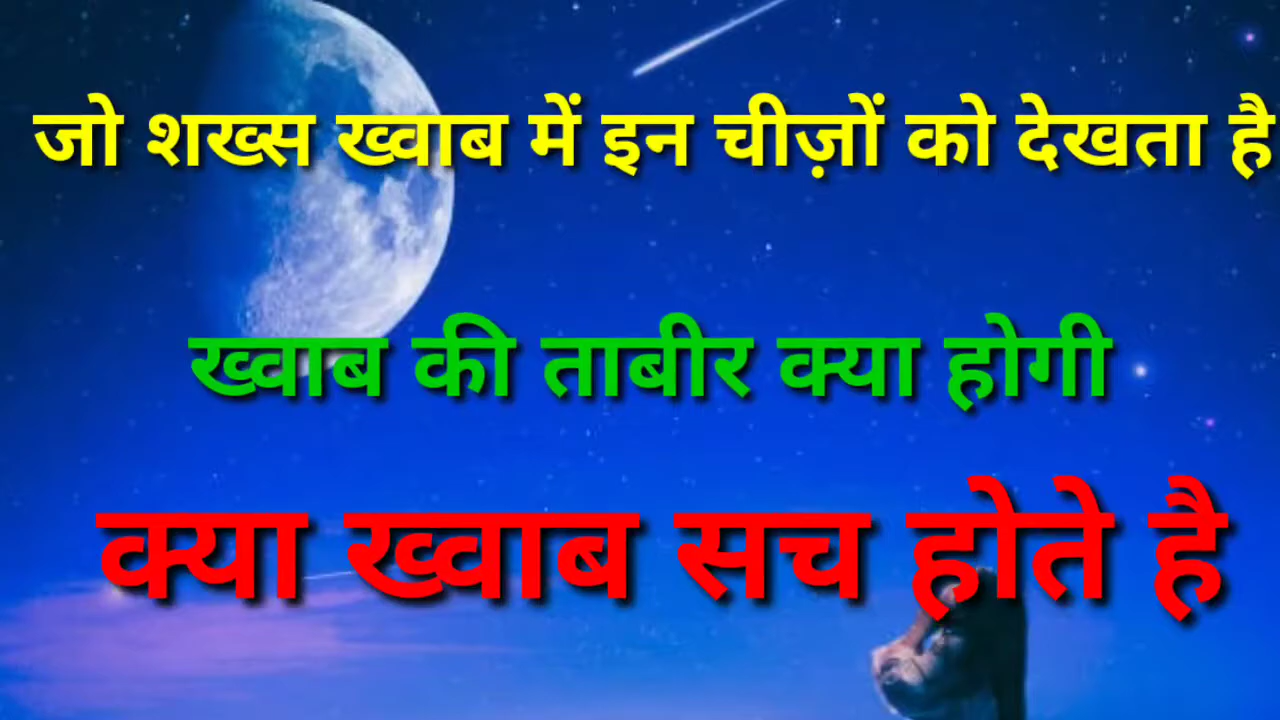 जो शख्स ख्वाब में इन चीज़ों को देखता है
ख्वाब की ताबीर क्या होगी
क्या ख्वाब सच होते है